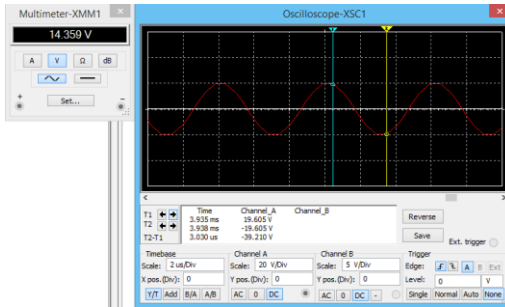 Multimeter-XMM1
14.359 V
A V Ω dB
+ Set... -
Oscilloscope-XSC1
Time Channel_A Channel_B
T1 3.935 ms 19.605 V
T2 3.938 ms -19.605 V
T2-T1 3.030 us -39.210 V
Reverse
Save
Ext. trigger
Timebase Channel A Channel B Trigger
Scale: 2 us/Div Scale: 20 V/Div Scale: 5 V/Div Edge: A B Ext
X pos.(Div): 0 Y pos.(Div): 0 Y pos.(Div): 0 Level: 0 V
Y/T Add B/A A/B AC 0 DC AC 0 DC - Single Normal Auto None